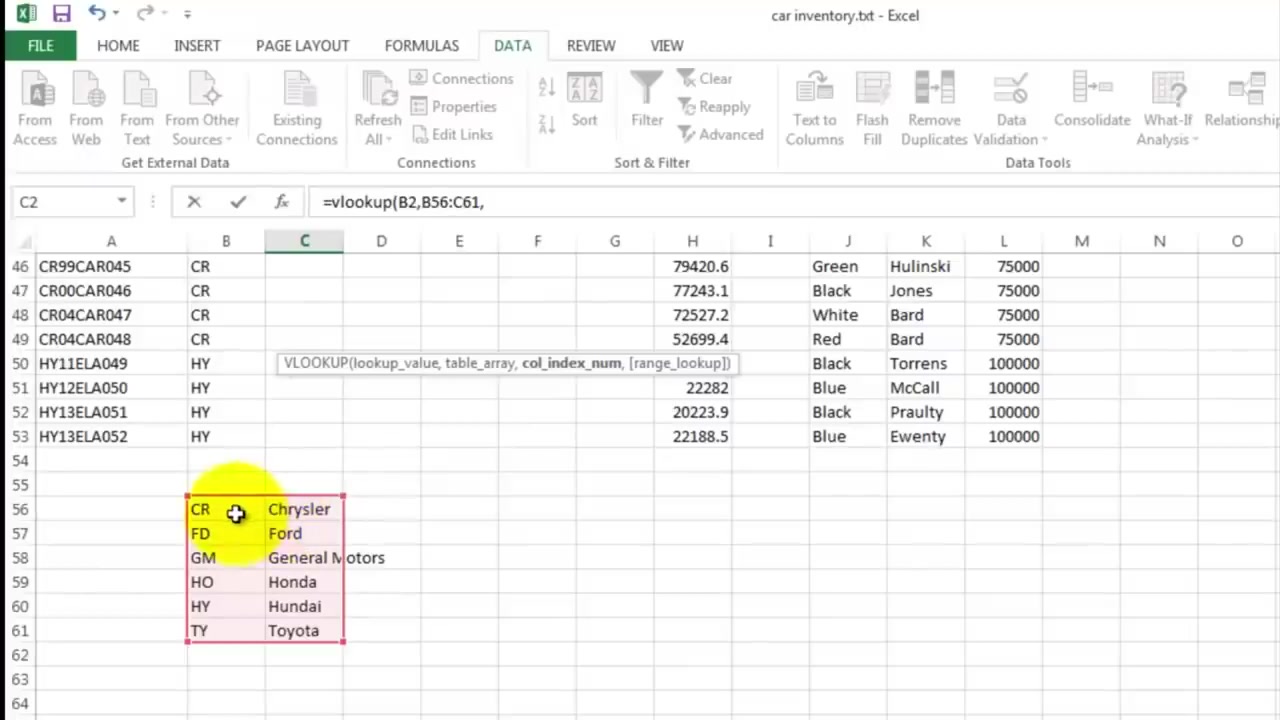 car inventory.txt - Excel
FILE HOME INSERT PAGE LAYOUT FORMULAS DATA REVIEW VIEW
From Access
From Web
From Text
From Other Sources
Existing Connections
Refresh All
Connections
Properties
Edit Links
A Z
Z A
Z A A Z
Sort
Filter
Clear
Reapply
Advanced
Text to Columns
Flash Fill
Remove Duplicates
Data Validation
Consolidate
What-If Analysis
Relationship
Get External Data Connections Sort & Filter Data Tools
C2 fx =vlookup(B2,B56:C61,
A B C D E F G H I J K L M N O
46 CR99CAR045 CR 79420.6 Green Hulinski 75000
47 CR00CAR046 CR 77243.1 Black Jones 75000
48 CR04CAR047 CR 72527.2 White Bard 75000
49 CR04CAR048 CR 52699.4 Red Bard 75000
50 HY11ELA049 HY VLOOKUP(lookup_value, table_array, col_index_num, [range_lookup]) Black Torrens 100000
51 HY12ELA050 HY 22282 Blue McCall 100000
52 HY13ELA051 HY 20223.9 Black Praulty 100000
53 HY13ELA052 HY 22188.5 Blue Ewenty 100000
54
55
56 CR Chrysler
57 FD Ford
58 GM General Motors
59 HO Honda
60 HY Hundai
61 TY Toyota
62
63
64